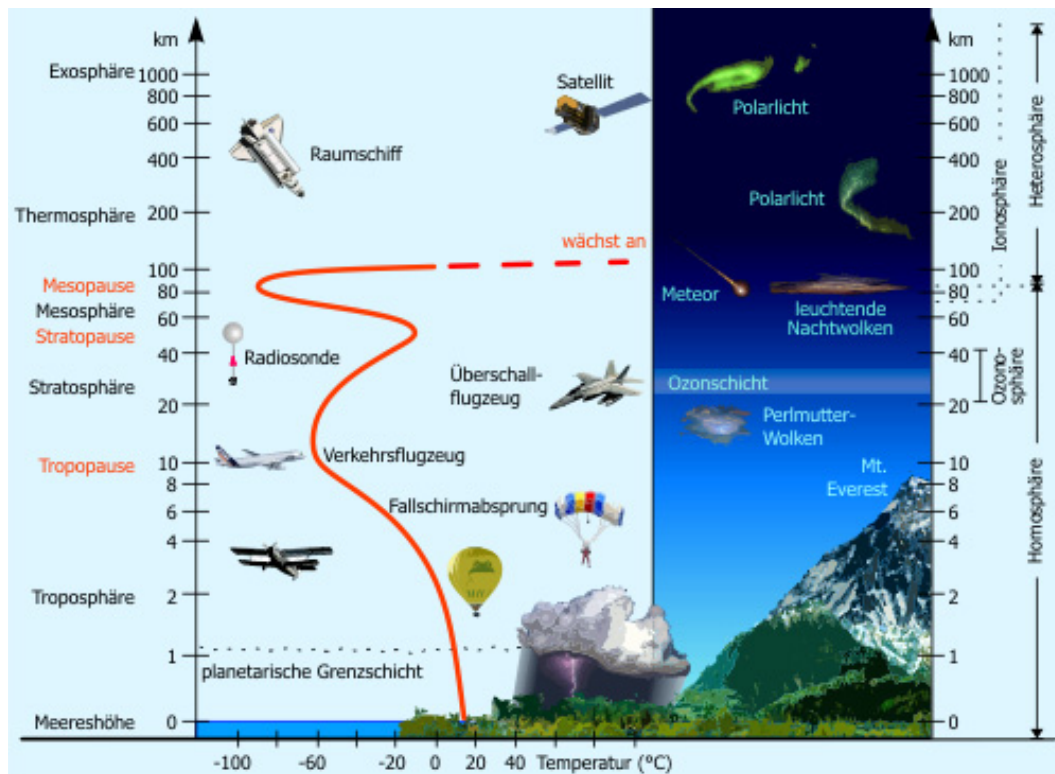 km
km
Exosphäre
1000
800
600
400
Thermosphäre
200
100
Mesopause
80
Mesosphäre
60
Stratopause
40
Stratosphäre
20
Tropopause
10
8
6
4
Troposphäre
2
1
Meereshöhe
0
Satellit
Raumschiff
wächst an
Radiosonde
Überschall-
flugzeug
Verkehrsflugzeug
Fallschirmabsprung
planetarische Grenzschicht
Polarlicht
Polarlicht
Meteor
leuchtende
Nachtwolken
Ozonschicht
Perlmutter-
Wolken
Mt.
Everest
1000
800
600
400
200
100
80
60
40
20
10
8
6
4
2
1
0
Ionosphäre
Heterosphäre
Ozono-
sphäre
Homosphäre
-100
-60
-20
0
20
40
Temperatur (°C)